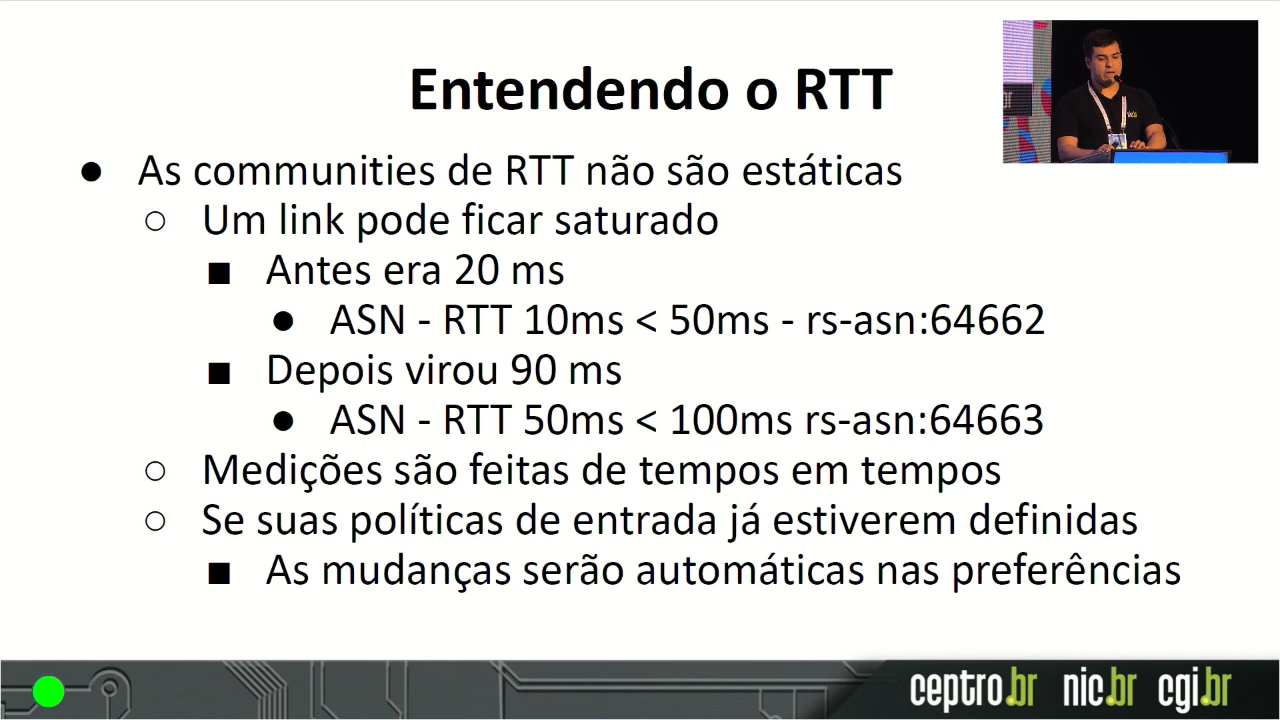 Entendendo o RTT
● As communities de RTT não são estáticas
○ Um link pode ficar saturado
■ Antes era 20 ms
● ASN - RTT 10ms < 50ms - rs-asn:64662
■ Depois virou 90 ms
● ASN - RTT 50ms < 100ms rs-asn:64663
○ Medições são feitas de tempos em tempos
○ Se suas políticas de entrada já estiverem definidas
■ As mudanças serão automáticas nas preferências
ceptro.br nic.br cgi.br